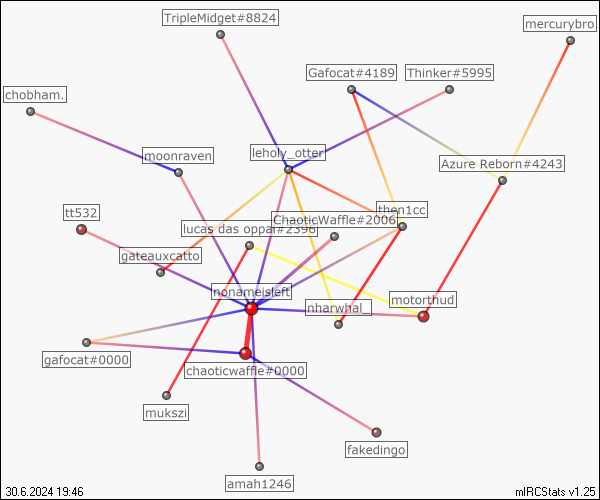 TripleMidget#8824
mercurybro
Gafocat#4189
Thinker#5995
chobham.
moonraven
leholy_otter
Azure Reborn#4243
tt532
ChaoticWaffle#2006
then1cc
lucas das oppai#2396
gateauxcatto
nonameisleft
nharwhal_
motorthud
gafocat#0000
chaoticwaffle#0000
mukszi
fakedingo
amah1246
30.6.2024 19:46
mIRCStats v1.25